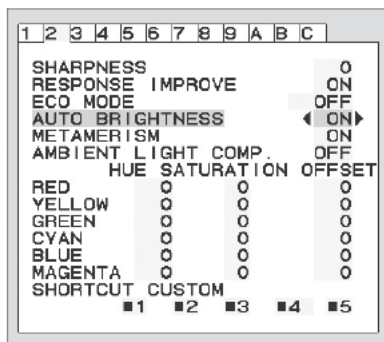 1 2 3 4 5 6 7 8 9 A B C
SHARPNESS 0
RESPONSE IMPROVE ON
ECO MODE OFF
AUTO BRIGHTNESS ON
METAMERISM ON
AMBIENT LIGHT COMP. OFF
HUE SATURATION OFFSET
RED 0 0 0
YELLOW 0 0 0
GREEN 0 0 0
CYAN 0 0 0
BLUE 0 0 0
MAGENTA 0 0 0
SHORTCUT CUSTOM
■1 ■2 ■3 ■4 ■5